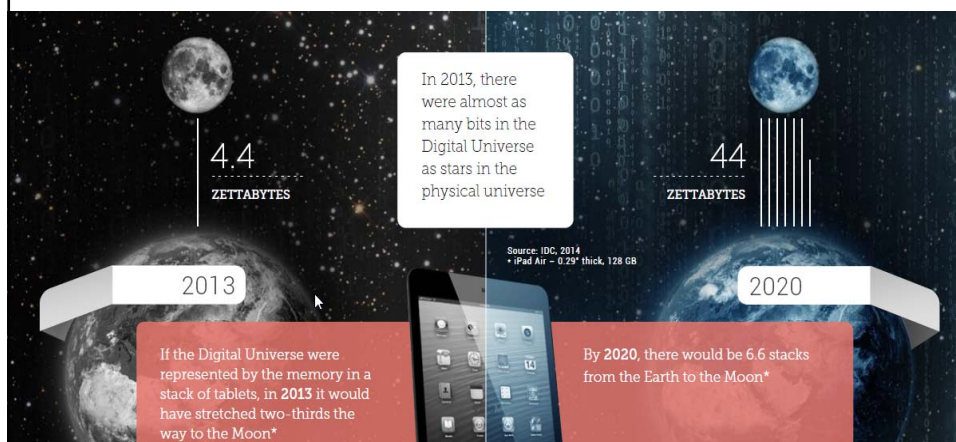 In 2013, there
were almost as
many bits in the
Digital Universe
as stars in the
physical universe
4.4
ZETTABYTES
44
ZETTABYTES
Source: IDC, 2014
• iPad Air – 0.29" thick, 128 GB
2013
2020
If the Digital Universe were
represented by the memory in a
stack of tablets, in 2013 it would
have stretched two-thirds the
way to the Moon*
By 2020, there would be 6.6 stacks
from the Earth to the Moon*
14